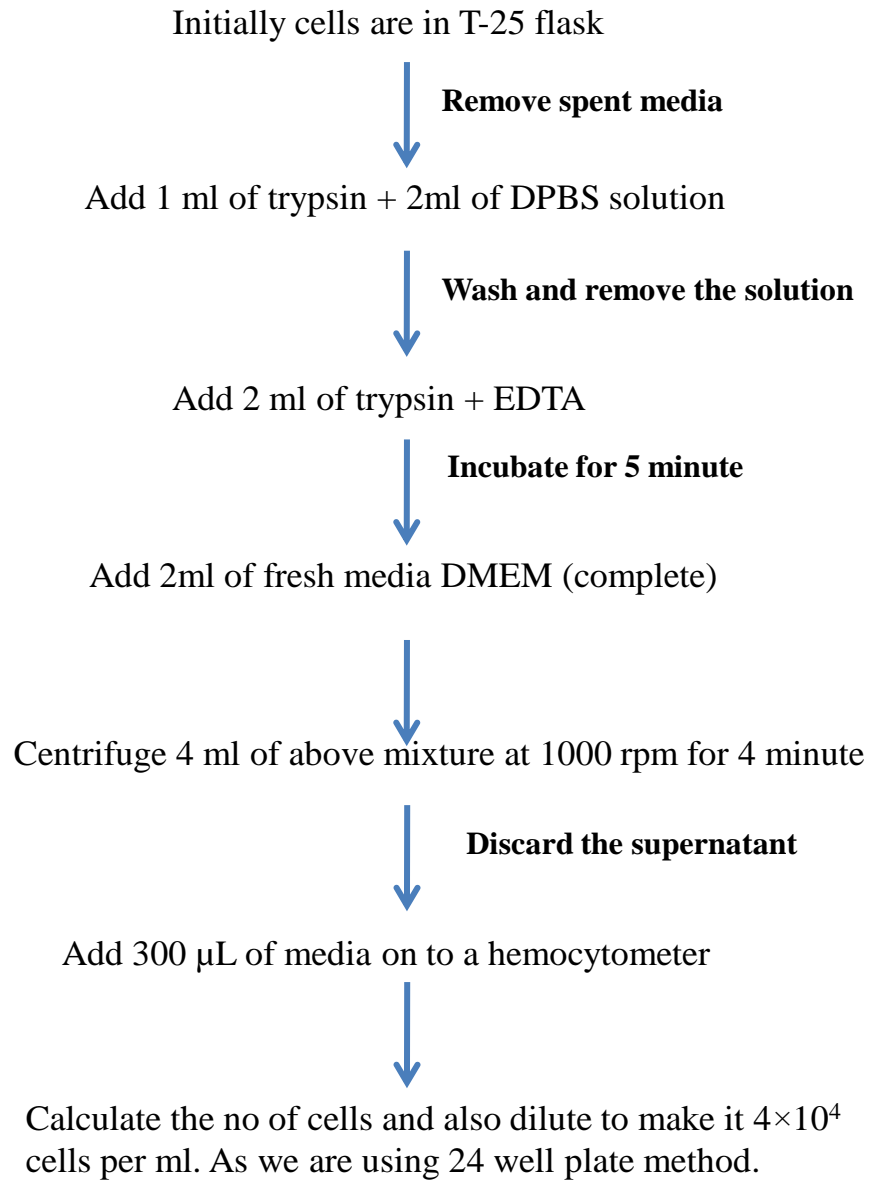 Initially cells are in T-25 flask
Remove spent media
Add 1 ml of trypsin + 2ml of DPBS solution
Wash and remove the solution
Add 2 ml of trypsin + EDTA
Incubate for 5 minute
Add 2ml of fresh media DMEM (complete)
Centrifuge 4 ml of above mixture at 1000 rpm for 4 minute
Discard the supernatant
Add 300 µL of media on to a hemocytometer
Calculate the no of cells and also dilute to make it 4×10⁴
cells per ml. As we are using 24 well plate method.